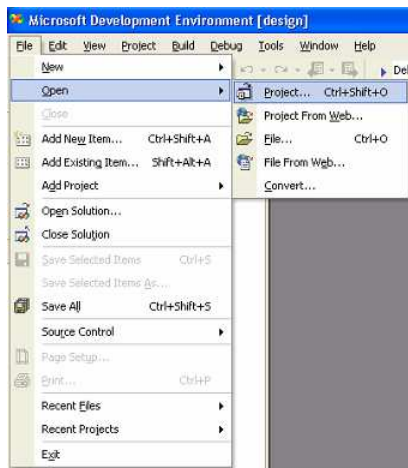 Microsoft Development Environment [design]
File Edit View Project Build Debug Tools Window Help
New
Open
Close
Add New Item... Ctrl+Shift+A
Add Existing Item... Shift+Alt+A
Add Project
Open Solution...
Close Solution
Save Selected Items Ctrl+S
Save Selected Items As...
Save All Ctrl+Shift+S
Source Control
Page Setup...
Print... Ctrl+P
Recent Files
Recent Projects
Exit
Project... Ctrl+Shift+O
Project From Web...
File... Ctrl+O
File From Web...
Convert...
Del